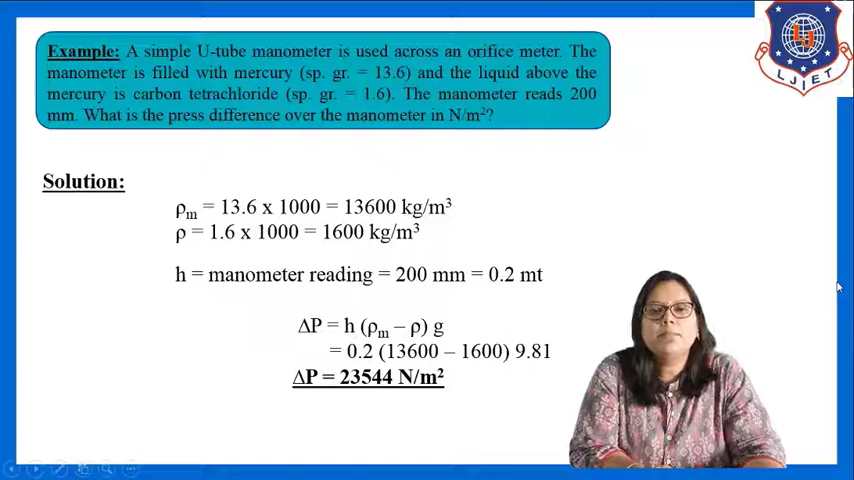 Example: A simple U-tube manometer is used across an orifice meter. The
manometer is filled with mercury (sp. gr. = 13.6) and the liquid above the
mercury is carbon tetrachloride (sp. gr. = 1.6). The manometer reads 200
mm. What is the press difference over the manometer in N/m²?
LJIET
Solution:
ρm = 13.6 x 1000 = 13600 kg/m³
ρ = 1.6 x 1000 = 1600 kg/m³
h = manometer reading = 200 mm = 0.2 mt
ΔP = h (ρm – ρ) g
= 0.2 (13600 – 1600) 9.81
ΔP = 23544 N/m²